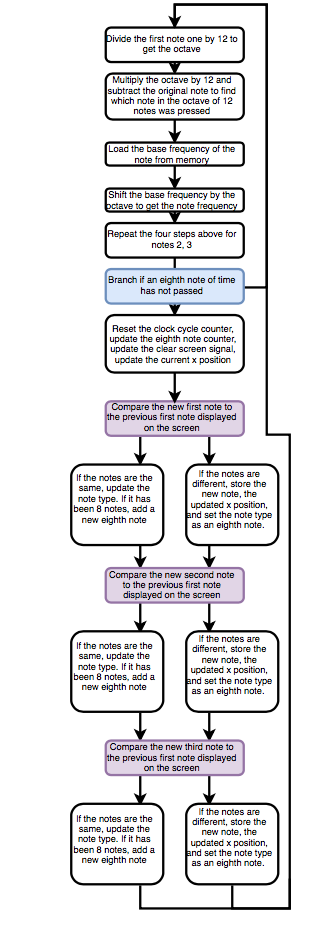 Divide the first note one by 12 to
get the octave
Multiply the octave by 12 and
subtract the original note to find
which note in the octave of 12
notes was pressed
Load the base frequency of the
note from memory
Shift the base frequency by the
octave to get the note frequency
Repeat the four steps above for
notes 2, 3
Branch if an eighth note of time
has not passed
Reset the clock cycle counter,
update the eighth note counter,
update the clear screen signal,
update the current x position
Compare the new first note to
the previous first note displayed
on the screen
If the notes are the
same, update the
note type. If it has
been 8 notes, add a
new eighth note
If the notes are
different, store the
new note, the
updated x position,
and set the note type
as an eighth note.
Compare the new second note
to the previous first note
displayed on the screen
If the notes are the
same, update the
note type. If it has
been 8 notes, add a
new eighth note
If the notes are
different, store the
new note, the
updated x position,
and set the note type
as an eighth note.
Compare the new third note to
the previous first note displayed
on the screen
If the notes are the
same, update the
note type. If it has
been 8 notes, add a
new eighth note
If the notes are
different, store the
new note, the
updated x position,
and set the note type
as an eighth note.